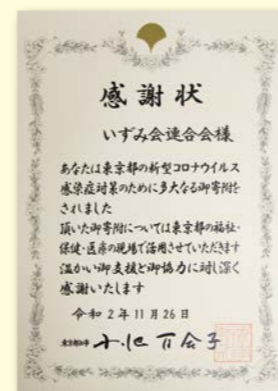 感謝状
いずみ会連合会様
あなたは東京都の新型コロナウイルス
感染症対策のために多大なる御寄附を
されました
頂いた御寄附については東京都の福祉・
保健・医療の現場で活用させていただきます
温かい御支援と御協力に対し深く
感謝いたします
令和2年11月26日
東京都知事 小池百合子